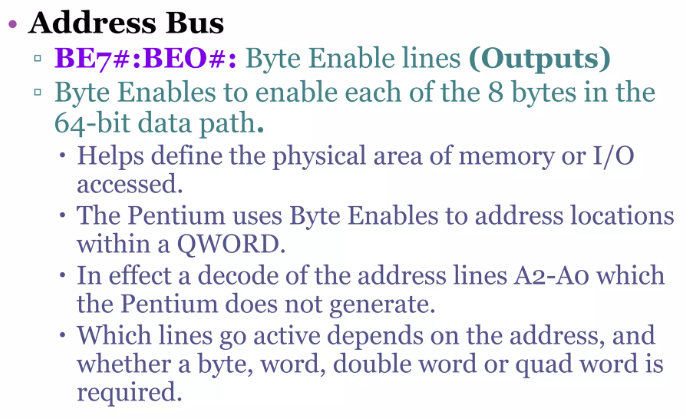 • Address Bus
▫ BE7#:BEO#: Byte Enable lines (Outputs)
▫ Byte Enables to enable each of the 8 bytes in the
64-bit data path.
• Helps define the physical area of memory or I/O
accessed.
• The Pentium uses Byte Enables to address locations
within a QWORD.
• In effect a decode of the address lines A2-A0 which
the Pentium does not generate.
• Which lines go active depends on the address, and
whether a byte, word, double word or quad word is
required.